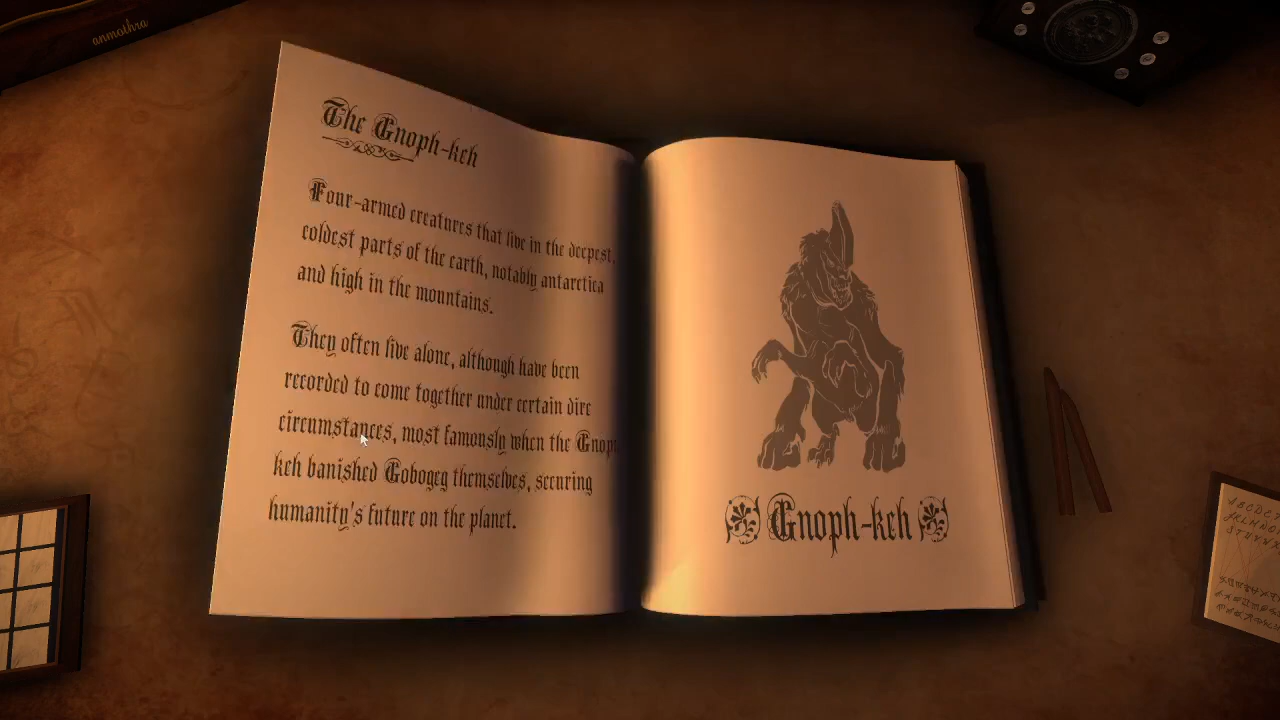 anmothra
The Gnoph-keh
Four-armed creatures that live in the deepest,
coldest parts of the earth, notably antarctica
and high in the mountains.
They often live alone, although have been
recorded to come together under certain dire
circumstances, most famously when the Gnoph-
keh banished Gobogeg themselves, securing
humanity's future on the planet.
Gnoph-keh